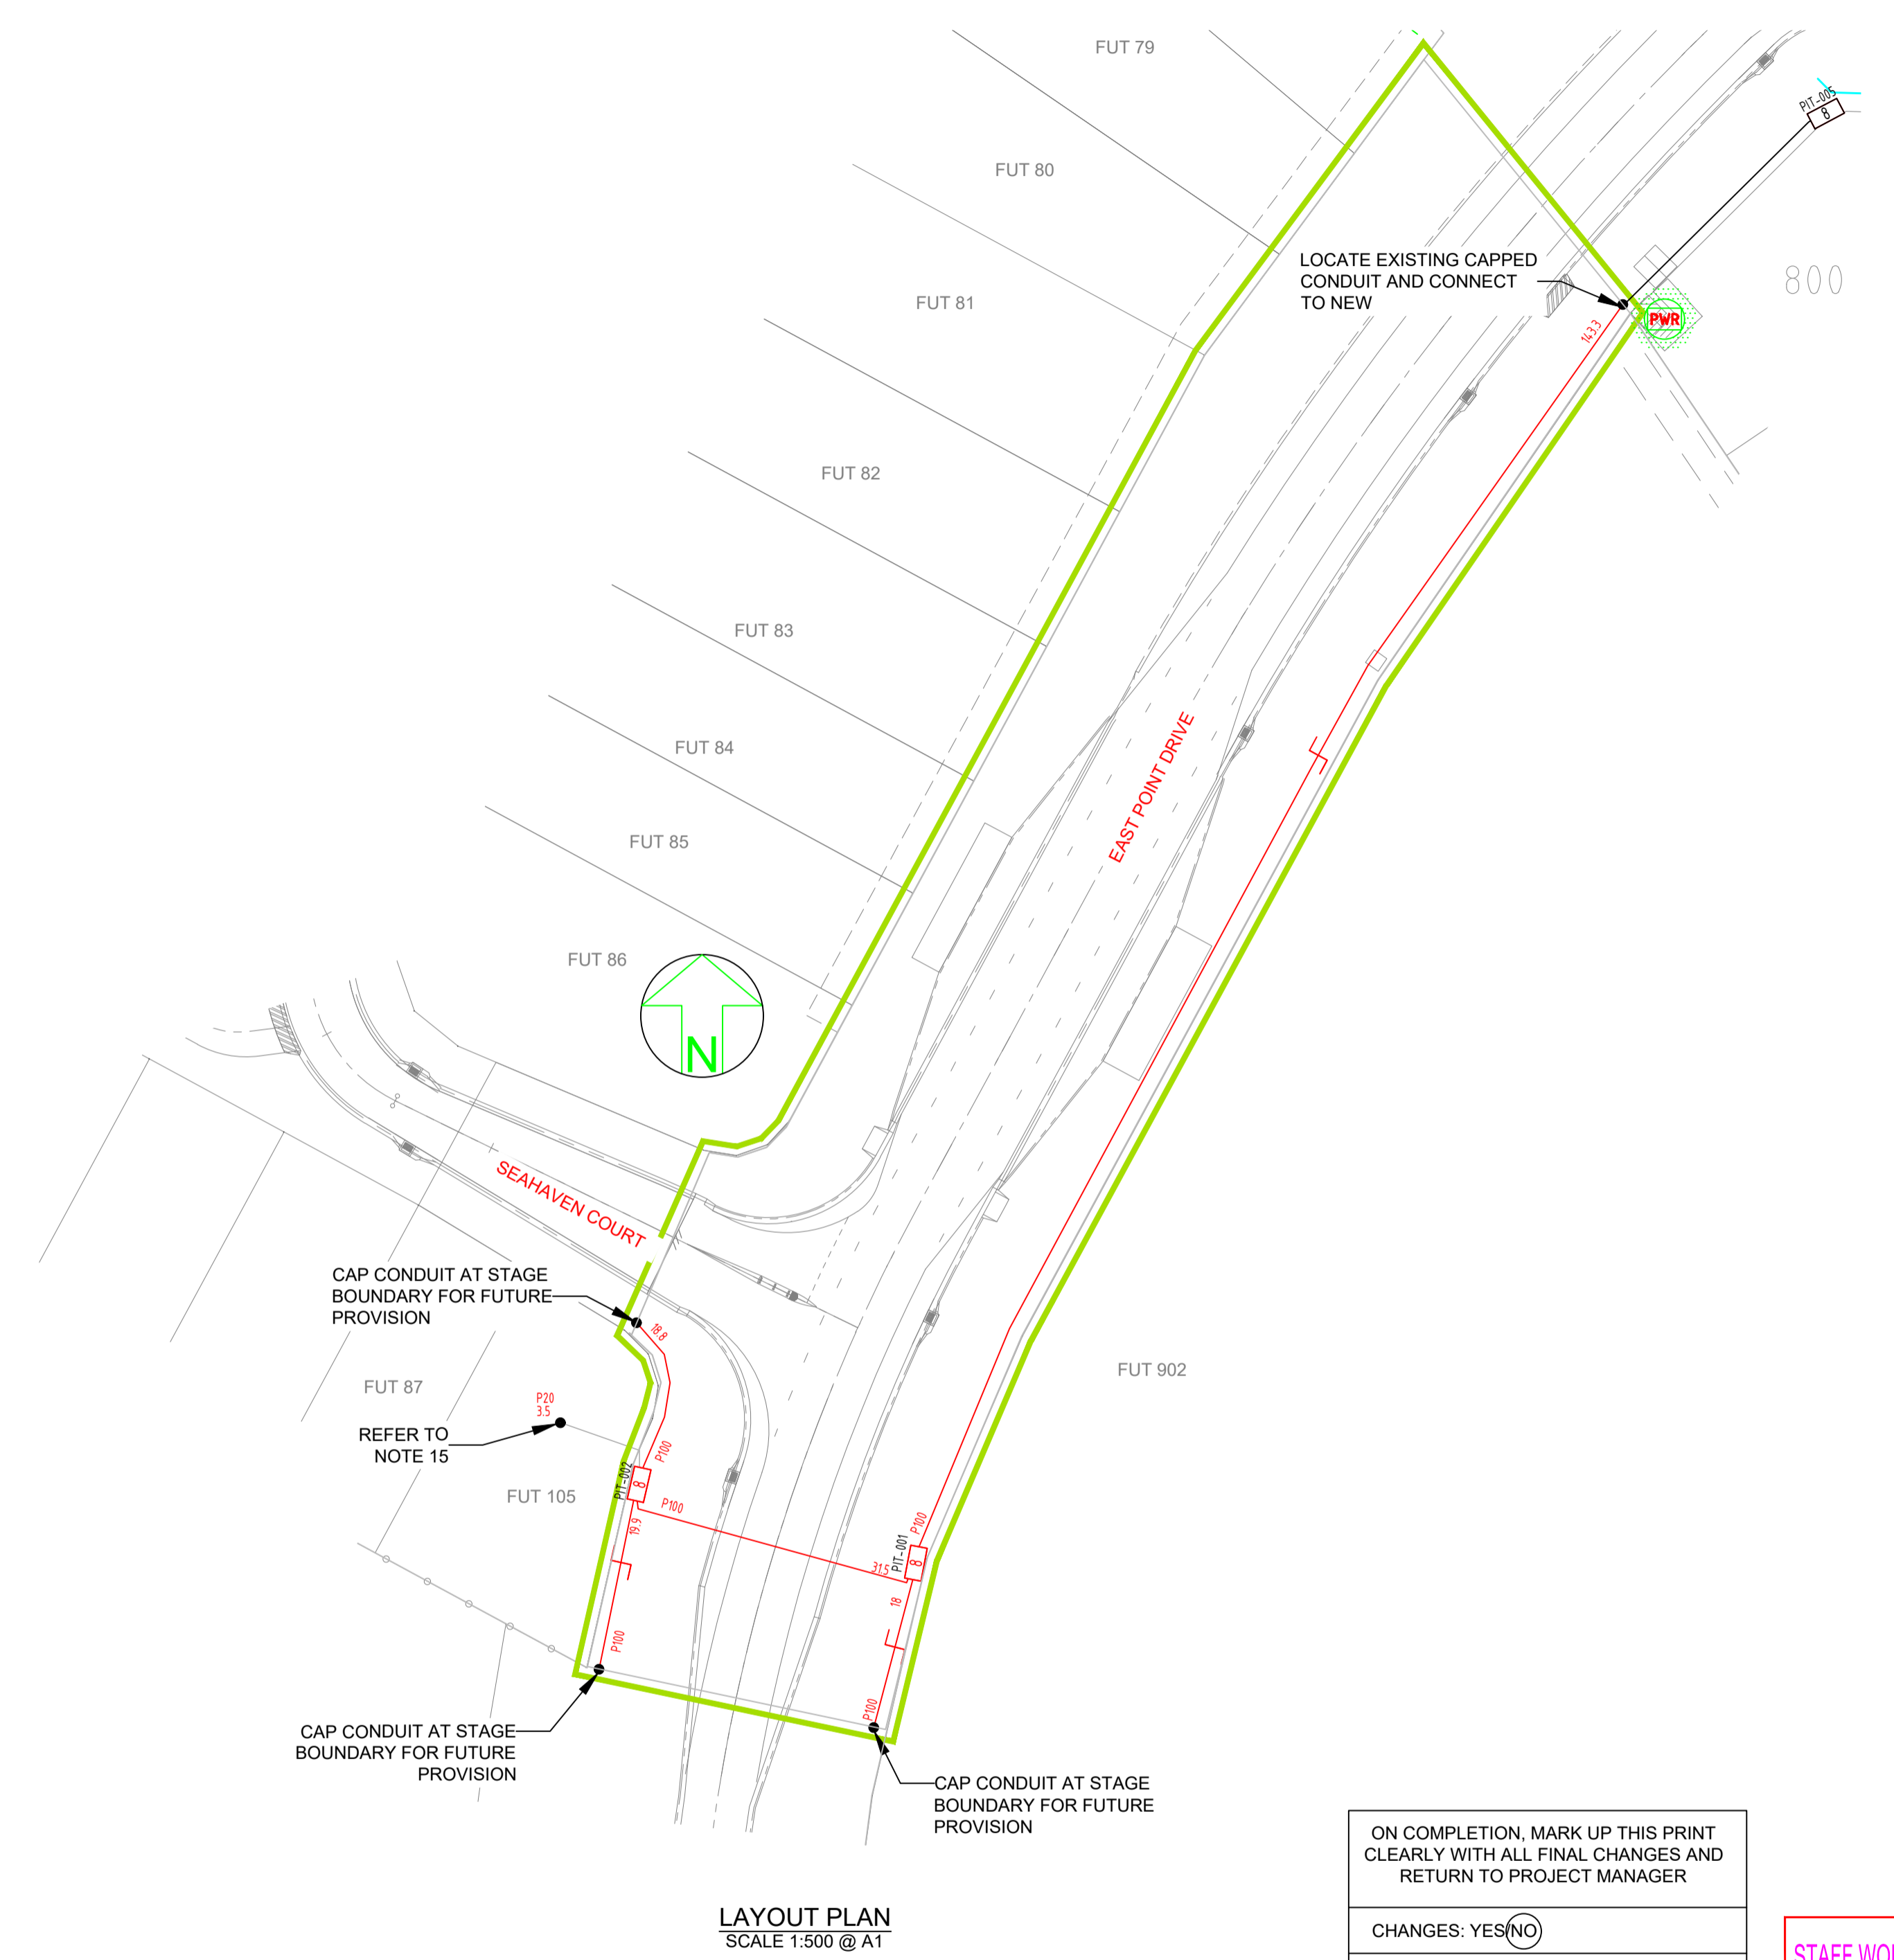 FUT 79
PIT-005
8
FUT 80
LOCATE EXISTING CAPPED
CONDUIT AND CONNECT
TO NEW
800
FUT 81
PWR
143.3
FUT 82
FUT 83
FUT 84
EAST POINT DRIVE
FUT 85
FUT 86
N
SEAHAVEN COURT
CAP CONDUIT AT STAGE
BOUNDARY FOR FUTURE
PROVISION
18.8
FUT 902
FUT 87
P20
3.5
REFER TO
NOTE 15
P100
PIT-002
8
FUT 105
P100
19.9
P100
PIT-001
8
31.5
18
P100
P100
CAP CONDUIT AT STAGE
BOUNDARY FOR FUTURE
PROVISION
CAP CONDUIT AT STAGE
BOUNDARY FOR FUTURE
PROVISION
ON COMPLETION, MARK UP THIS PRINT
CLEARLY WITH ALL FINAL CHANGES AND
RETURN TO PROJECT MANAGER
LAYOUT PLAN
SCALE 1:500 @ A1
CHANGES: YES/NO